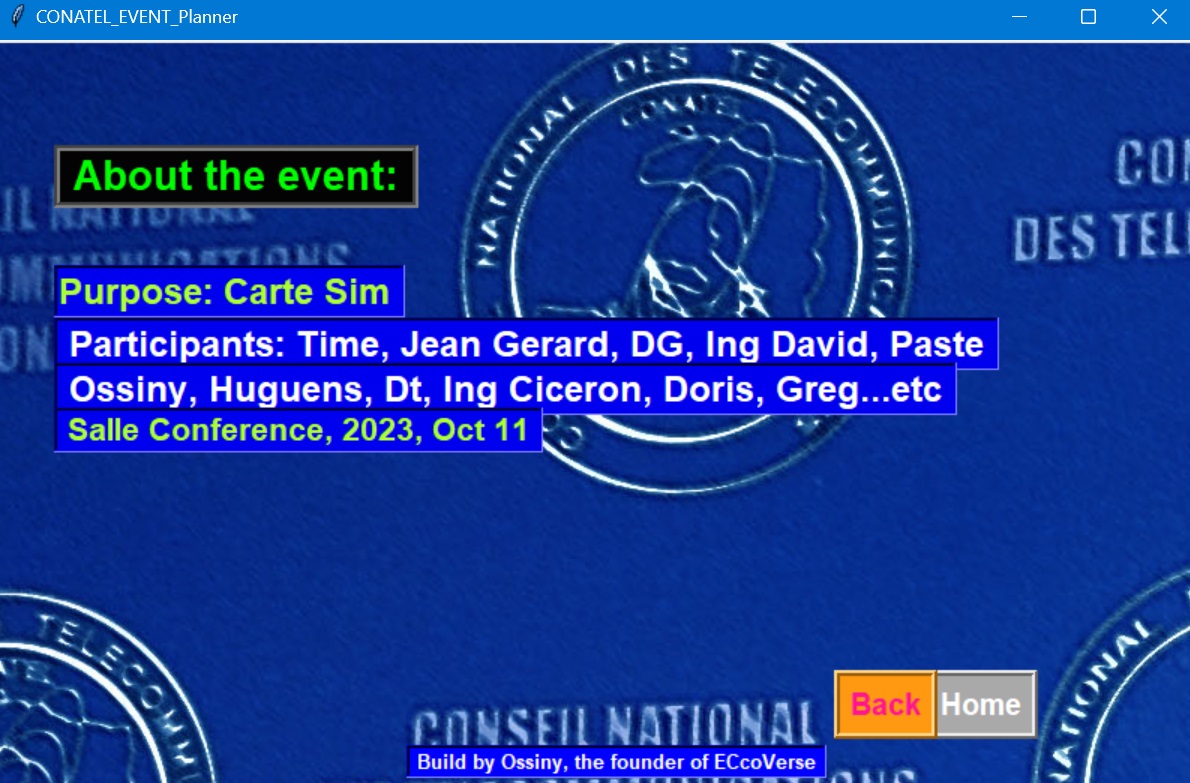 CONATEL_EVENT_Planner
NATIONAL DES TELECOMMUNICA
CONATEL
About the event:
IL NATIONAL
CON
OMMUNICATIONS
DES TEL
Purpose: Carte Sim
Participants: Time, Jean Gerard, DG, Ing David, Paste
Ossiny, Huguens, Dt, Ing Ciceron, Doris, Greg...etc
Salle Conference, 2023, Oct 11
TELECOMMU
NATIONAL
Back
Home
CONSEIL NATIONAL
Build by Ossiny, the founder of ECcoVerse